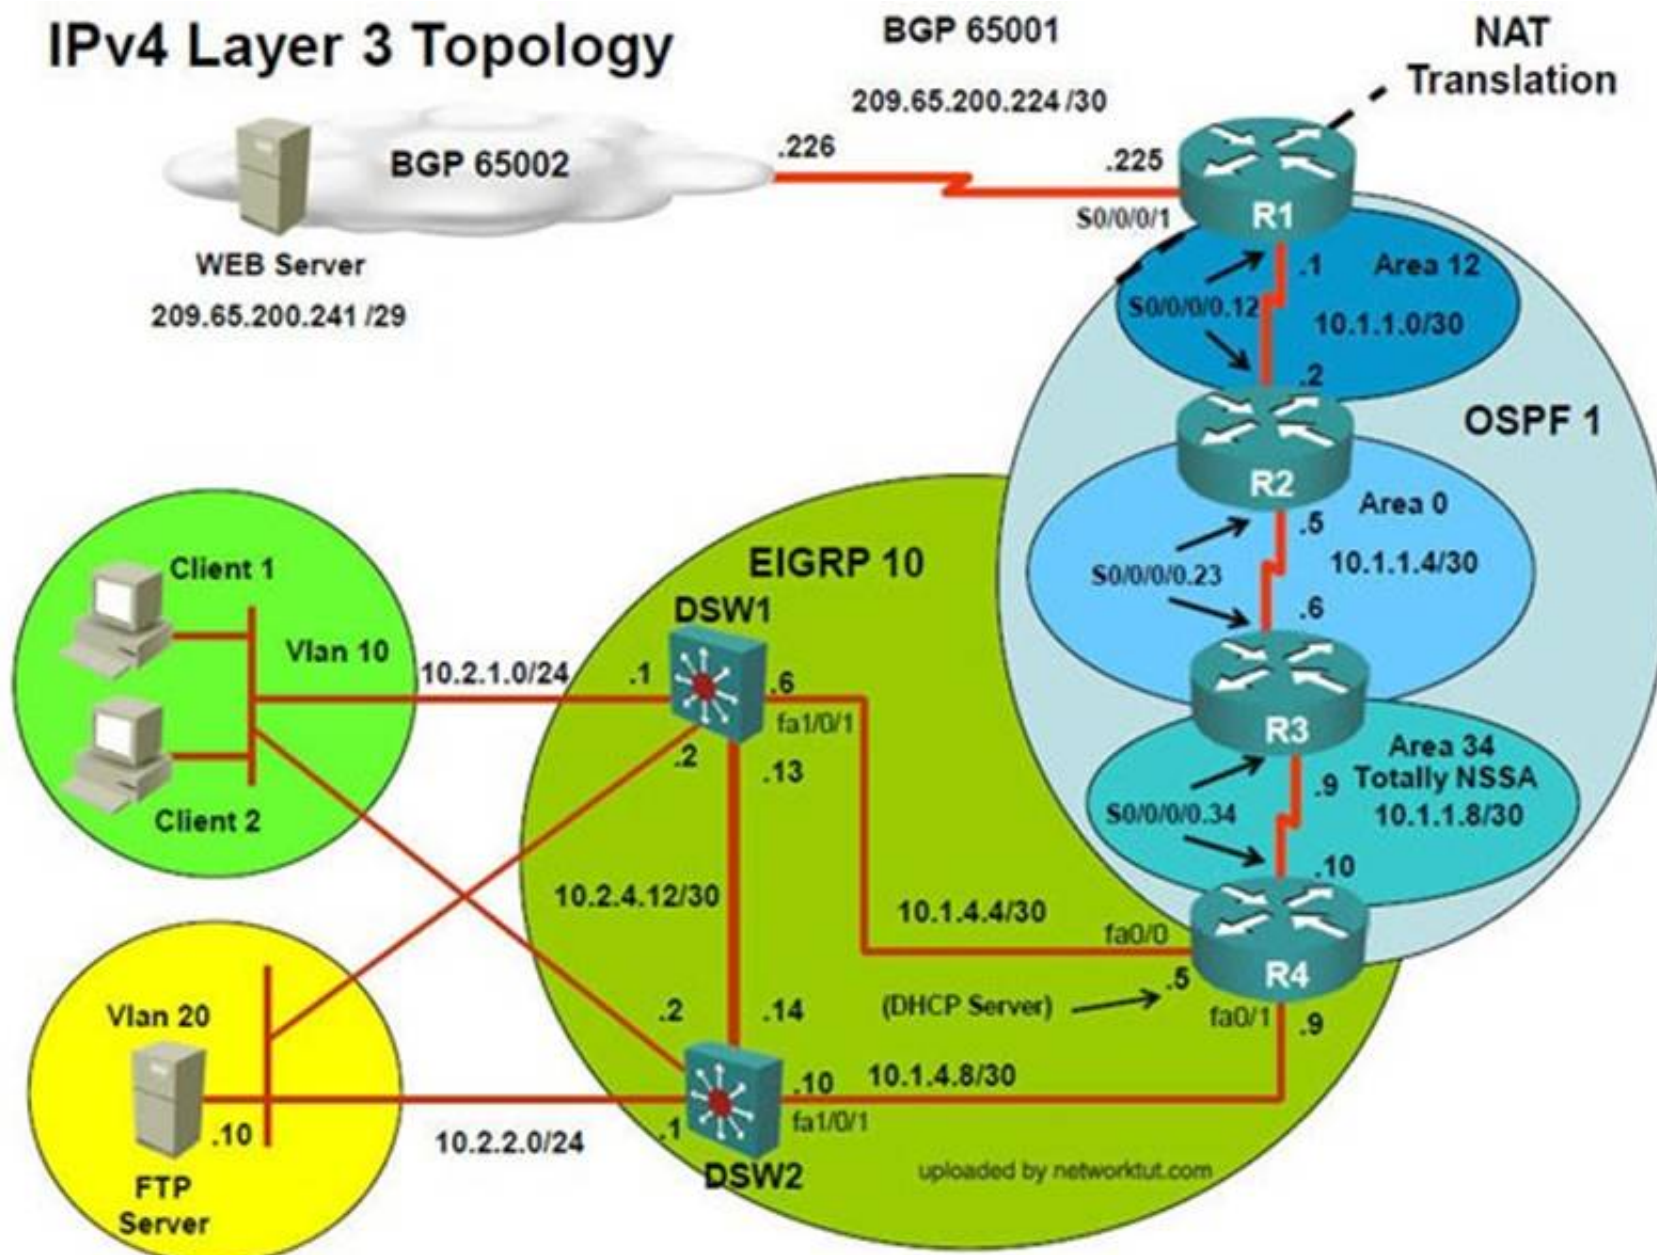 IPv4 Layer 3 Topology
BGP 65001
NAT
Translation
209.65.200.224 /30
BGP 65002
.226
.225
S0/0/0/1
R1
WEB Server
209.65.200.241 /29
.1
Area 12
S0/0/0/0.12
10.1.1.0/30
.2
OSPF 1
R2
Area 0
.5
10.1.1.4/30
S0/0/0/0.23
.6
EIGRP 10
Client 1
DSW1
Vlan 10
10.2.1.0/24
.1
.6
fa1/0/1
R3
Area 34
Totally NSSA
.2
.13
.9
10.1.1.8/30
S0/0/0/0.34
Client 2
.10
10.2.4.12/30
10.1.4.4/30
fa0/0
R4
.5
(DHCP Server)
fa0/1
.9
Vlan 20
.2
.14
.10
10.1.4.8/30
fa1/0/1
.10
10.2.2.0/24
.1
DSW2
uploaded by networktut.com
FTP
Server